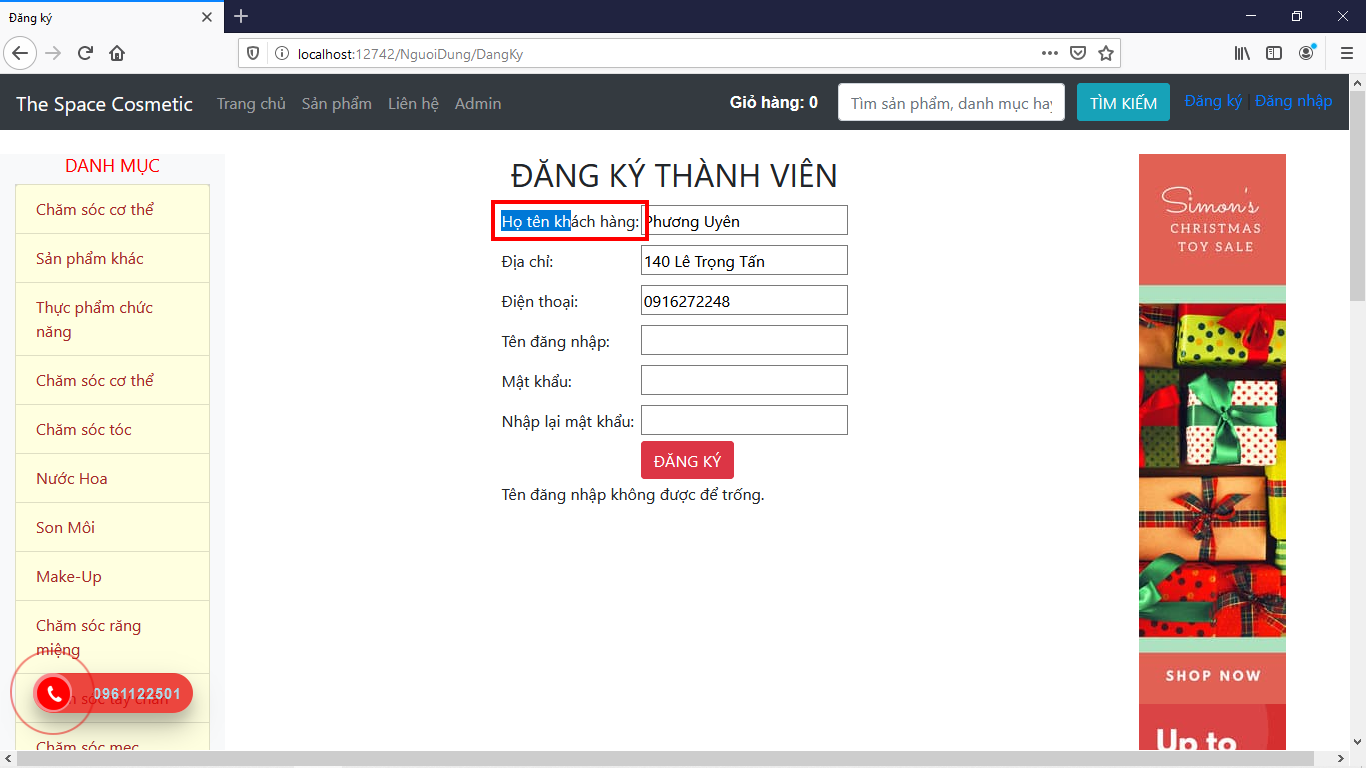 Đăng ký
localhost:12742/NguoiDung/DangKy
The Space Cosmetic
Trang chủ
Sản phẩm
Liên hệ
Admin
Giỏ hàng: 0
Tìm sản phẩm, danh mục hay
TÌM KIẾM
Đăng ký | Đăng nhập
DANH MỤC
Chăm sóc cơ thể
Sản phẩm khác
Thực phẩm chức
năng
Chăm sóc cơ thể
Chăm sóc tóc
Nước Hoa
Son Môi
Make-Up
Chăm sóc răng
miệng
sóc tay chân
0961122501
Chăm sóc mẹ
ĐĂNG KÝ THÀNH VIÊN
Họ tên khách hàng: Phương Uyên
Địa chỉ: 140 Lê Trọng Tấn
Điện thoại: 0916272248
Tên đăng nhập:
Mật khẩu:
Nhập lại mật khẩu:
ĐĂNG KÝ
Tên đăng nhập không được để trống.
Simon's
CHRISTMAS
TOY SALE
SHOP NOW
Up to